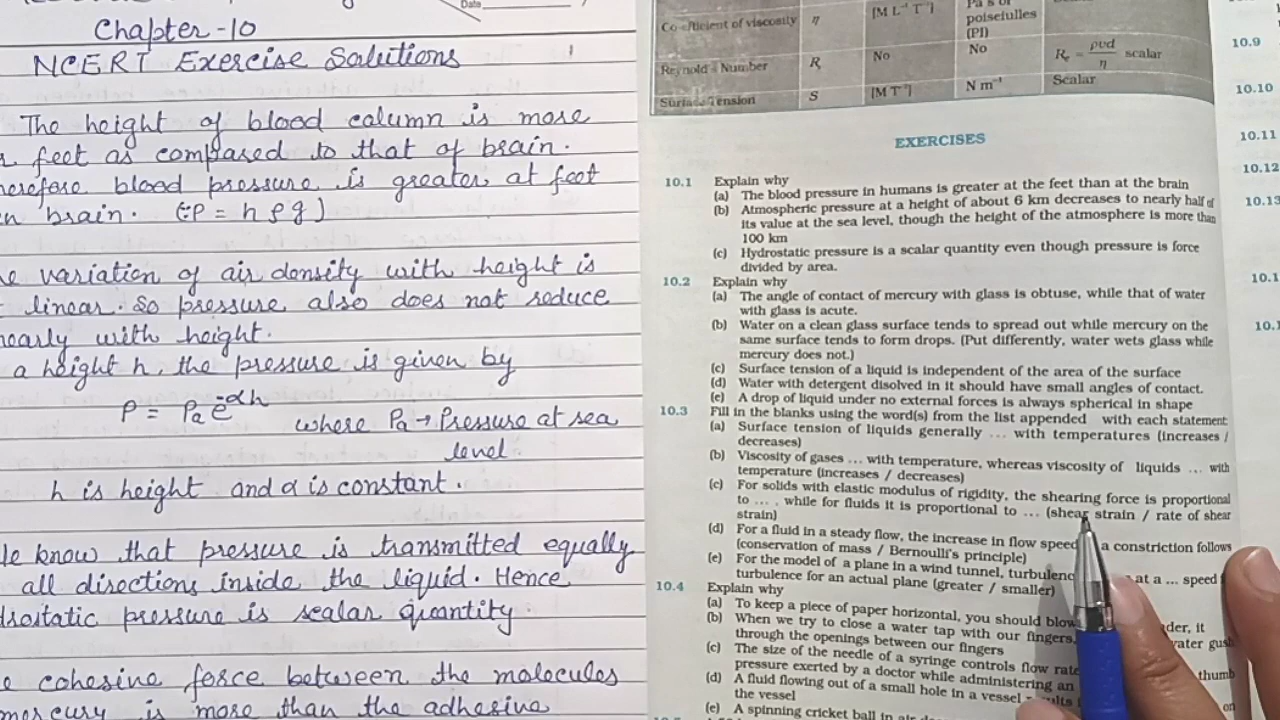 Date
Chapter -10
NCERT Exercise Solutions
The height of blood column is more
feet as compared to that of brain.
blood pressure is greater at feet
brain. (∵P = hρg)
variation of air density with height is
linear. So pressure also does not reduce
with height.
a height h, the pressure is given by
P = Pa e^-αh where Pa → Pressure at sea
level.
h is height and α is constant.
know that pressure is transmitted equally
all directions inside the liquid. Hence
pressure is scalar quantity.
cohesive force between the molecules
is more than the adhesive
Co-efficient of viscosity η [M L⁻¹ T⁻¹] Pa s or
poiseiulles
(Pl)
Reynold's Number Rₑ No No Rₑ = ρvd/η scalar
Surface Tension S [M T⁻²] N m⁻¹ Scalar
EXERCISES
10.1 Explain why
(a) The blood pressure in humans is greater at the feet than at the brain
(b) Atmospheric pressure at a height of about 6 km decreases to nearly half of
its value at the sea level, though the height of the atmosphere is more than
100 km
(c) Hydrostatic pressure is a scalar quantity even though pressure is force
divided by area.
10.2 Explain why
(a) The angle of contact of mercury with glass is obtuse, while that of water
with glass is acute.
(b) Water on a clean glass surface tends to spread out while mercury on the
same surface tends to form drops. (Put differently, water wets glass while
mercury does not.)
(c) Surface tension of a liquid is independent of the area of the surface
(d) Water with detergent disolved in it should have small angles of contact.
(e) A drop of liquid under no external forces is always spherical in shape
10.3 Fill in the blanks using the word(s) from the list appended with each statement:
(a) Surface tension of liquids generally ... with temperatures (increases /
decreases)
(b) Viscosity of gases ... with temperature, whereas viscosity of liquids ... with
temperature (increases / decreases)
(c) For solids with elastic modulus of rigidity, the shearing force is proportional
to ... , while for fluids it is proportional to ... (shear strain / rate of shear
strain)
(d) For a fluid in a steady flow, the increase in flow speed a constriction follows
(conservation of mass / Bernoulli's principle)
(e) For the model of a plane in a wind tunnel, at a ... speed
turbulence for an actual plane (greater / smaller)
10.4 Explain why
(a) To keep a piece of paper horizontal, you should blow it
(b) When we try to close a water tap with our fingers,
through the openings between our fingers
(c) The size of the needle of a syringe controls flow rate thumb
pressure exerted by a doctor while administering an
(d) A fluid flowing out of a small hole in a vessel on
the vessel
(e) A spinning cricket ball in air
10.9
10.10
10.11
10.12
10.13